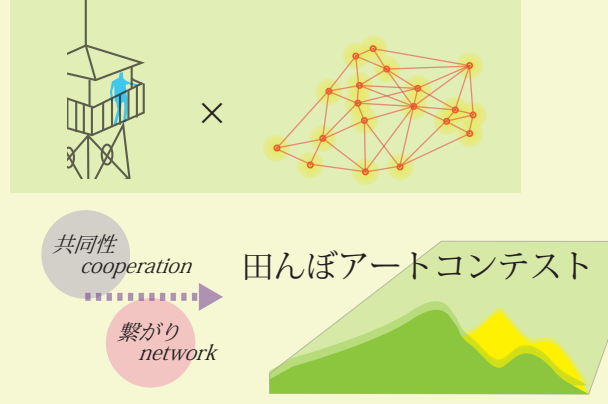 ×
共同性
cooperation
田んぼアートコンテスト
繋がり
network